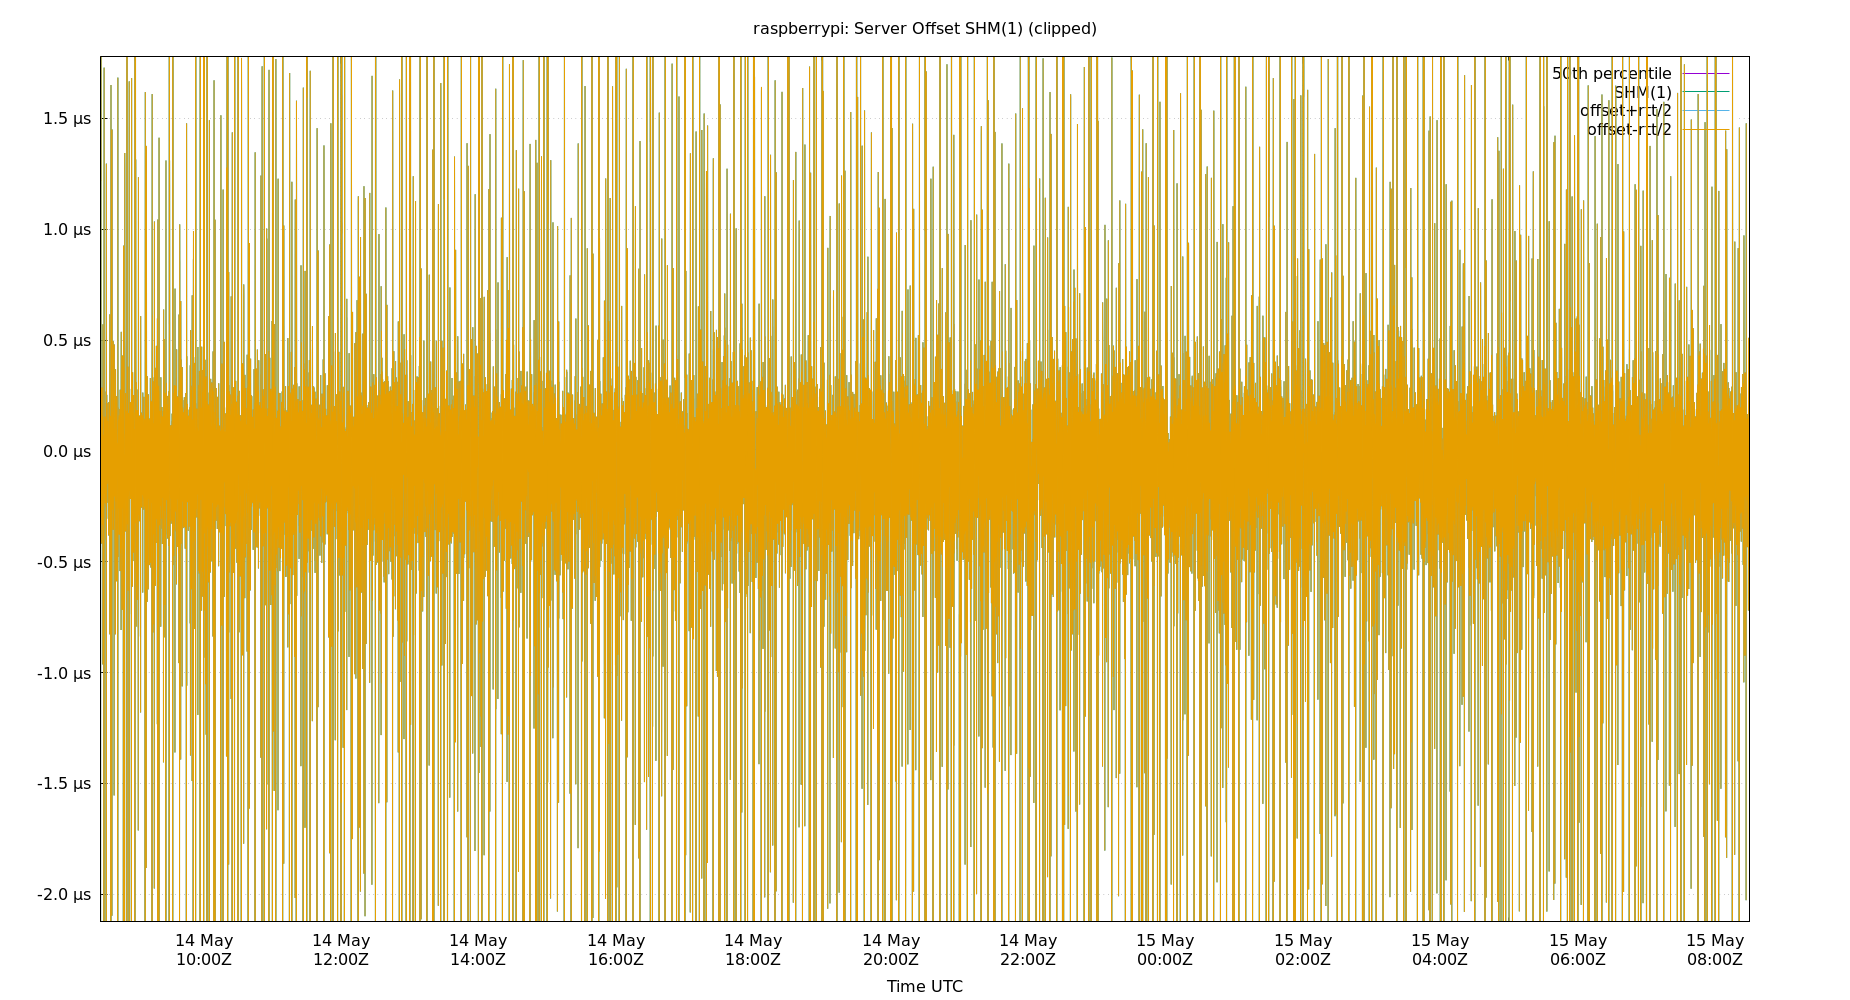 raspberrypi: Server Offset SHM(1) (clipped)
50th percentile
SHM(1)
offset+rtt/2
offset-rtt/2
1.5 µs
1.0 µs
0.5 µs
0.0 µs
-0.5 µs
-1.0 µs
-1.5 µs
-2.0 µs
14 May 14 May 14 May 14 May 14 May 14 May 14 May 15 May 15 May 15 May 15 May 15 May
10:00Z 12:00Z 14:00Z 16:00Z 18:00Z 20:00Z 22:00Z 00:00Z 02:00Z 04:00Z 06:00Z 08:00Z
Time UTC